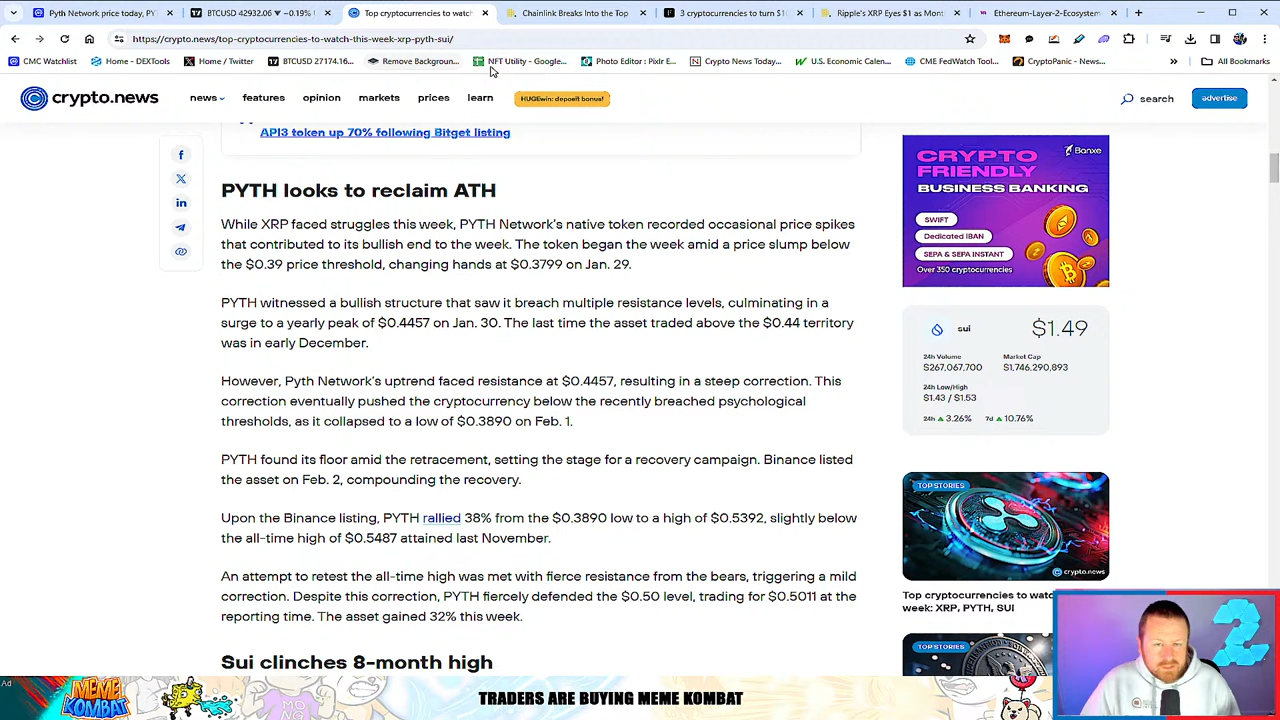 Pyth Network price today, PY
BTCUSD 42932.06 ▼ −0.19%
Top cryptocurrencies to watch
Chainlink Breaks Into the Top
3 cryptocurrencies to turn $10
Ripple's XRP Eyes $1 as Mont
Ethereum-Layer-2-Ecosystem
https://crypto.news/top-cryptocurrencies-to-watch-this-week-xrp-pyth-sui/
CMC Watchlist
Home - DEXTools
Home / Twitter
BTCUSD 27174.16...
Remove Backgroun...
NFT Utility - Google...
Photo Editor : Pixlr E...
Crypto News Today...
U.S. Economic Calen...
CME FedWatch Tool...
CryptoPanic - News...
All Bookmarks
crypto.news
news
features
opinion
markets
prices
learn
HUGEwin: deposit bonus!
search
advertise
API3 token up 70% following Bitget listing
PYTH looks to reclaim ATH
While XRP faced struggles this week, PYTH Network's native token recorded occasional price spikes
that contributed to its bullish end to the week. The token began the week amid a price slump below
the $0.39 price threshold, changing hands at $0.3799 on Jan. 29.
PYTH witnessed a bullish structure that saw it breach multiple resistance levels, culminating in a
surge to a yearly peak of $0.4457 on Jan. 30. The last time the asset traded above the $0.44 territory
was in early December.
However, Pyth Network's uptrend faced resistance at $0.4457, resulting in a steep correction. This
correction eventually pushed the cryptocurrency below the recently breached psychological
thresholds, as it collapsed to a low of $0.3890 on Feb. 1.
PYTH found its floor amid the retracement, setting the stage for a recovery campaign. Binance listed
the asset on Feb. 2, compounding the recovery.
Upon the Binance listing, PYTH rallied 38% from the $0.3890 low to a high of $0.5392, slightly below
the all-time high of $0.5487 attained last November.
An attempt to retest the all-time high was met with fierce resistance from the bears, triggering a mild
correction. Despite this correction, PYTH fiercely defended the $0.50 level, trading for $0.5011 at the
reporting time. The asset gained 32% this week.
Sui clinches 8-month high
Banxe
CRYPTO
FRIENDLY
BUSINESS BANKING
SWIFT
Dedicated IBAN
SEPA & SEPA INSTANT
Over 350 cryptocurrencies
sui
$1.49
24h Volume
$267,067,700
Market Cap
$1,746,290,893
24h Low/High
$1.43 / $1.53
24h ▲ 3.26%
7d ▲ 10.76%
TOP STORIES
crypto.news
Top cryptocurrencies to wat
week: XRP, PYTH, SUI
TOP STORIES
Ad
MEME
KOMBAT
TRADERS ARE BUYING MEME KOMBAT
2